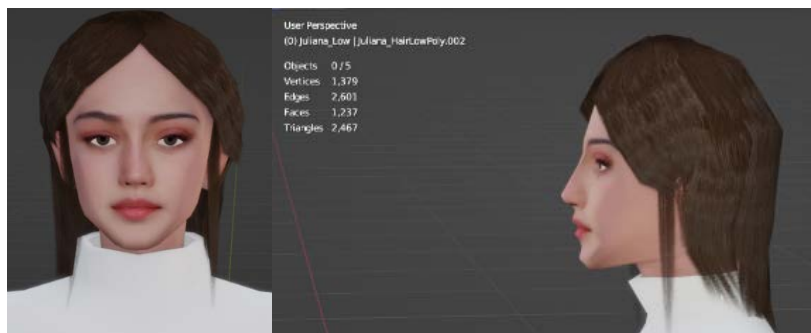 User Perspective
(0) Juliana_Low | Juliana_HairLowPoly.002
Objects 0/5
Vertices 1,379
Edges 2,601
Faces 1,237
Triangles 2,467